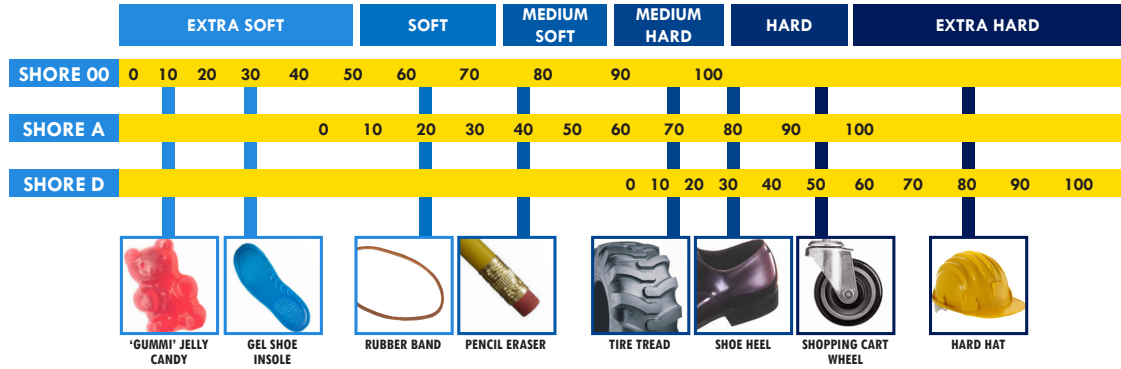 EXTRA SOFT SOFT MEDIUM SOFT MEDIUM HARD HARD EXTRA HARD
SHORE 00 0 10 20 30 40 50 60 70 80 90 100
SHORE A 0 10 20 30 40 50 60 70 80 90 100
SHORE D 0 10 20 30 40 50 60 70 80 90 100
'GUMMI' JELLY CANDY
GEL SHOE INSOLE
RUBBER BAND
PENCIL ERASER
TIRE TREAD
SHOE HEEL
SHOPPING CART WHEEL
HARD HAT